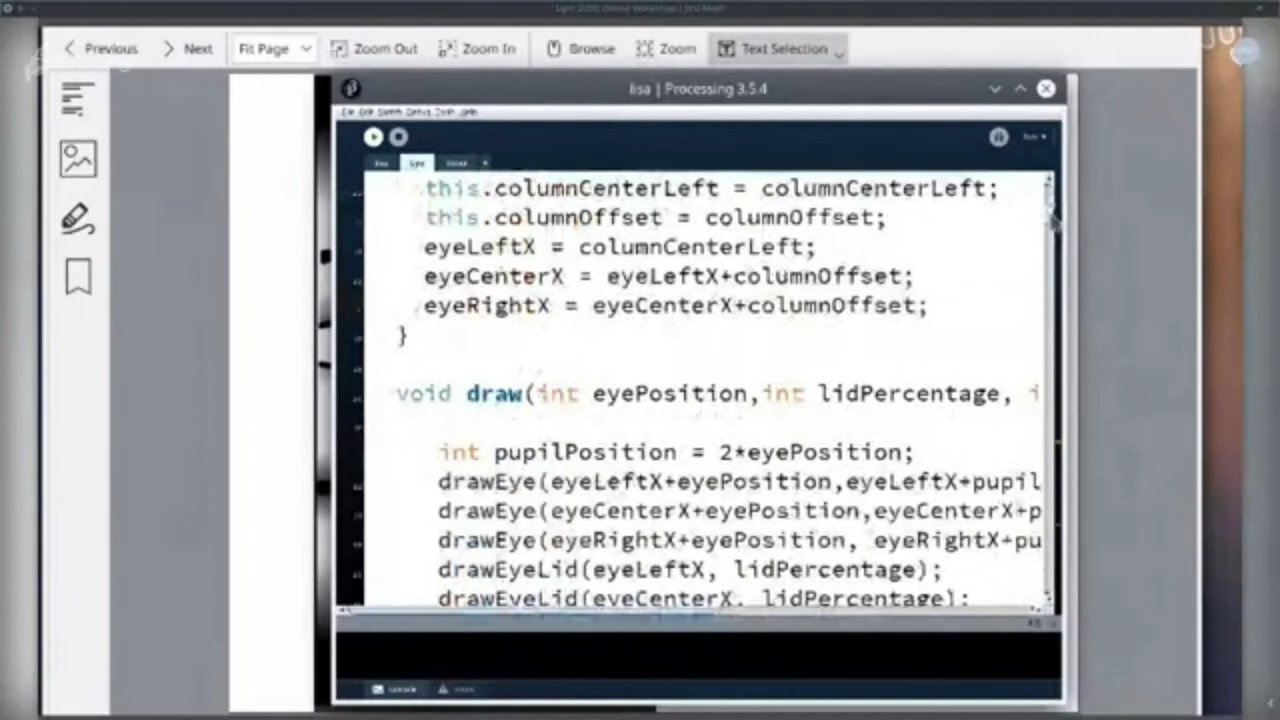 Previous Next Fit Page Zoom Out Zoom In Browse Zoom Text Selection
lisa | Processing 3.5.4
this.columnCenterLeft = columnCenterLeft;
this.columnOffset = columnOffset;
eyeLeftX = columnCenterLeft;
eyeCenterX = eyeLeftX+columnOffset;
eyeRightX = eyeCenterX+columnOffset;
}
void draw(int eyePosition,int lidPercentage, i
int pupilPosition = 2*eyePosition;
drawEye(eyeLeftX+eyePosition,eyeLeftX+pupil
drawEye(eyeCenterX+eyePosition,eyeCenterX+p
drawEye(eyeRightX+eyePosition, eyeRightX+pu
drawEyeLid(eyeLeftX, lidPercentage);
drawEyeLid(eyeCenterX, lidPercentage);